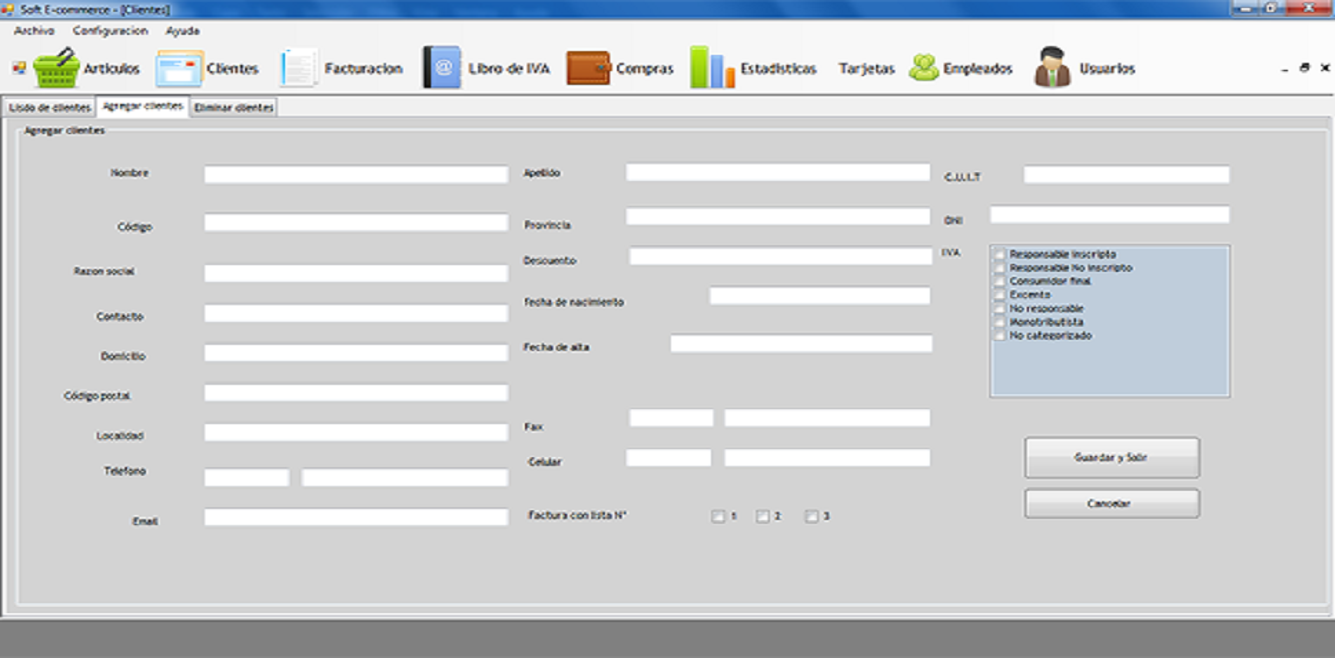 Soft E-commerce - [Clientes]
Archivo Configuracion Ayuda
Articulos Clientes Facturacion Libro de IVA Compras Estadisticas Tarjetas Empleados Usuarios
Lisdo de clientes Agregar clientes Eliminar clientes
Agregar clientes
Nombre Apellido C.U.I.T
Código Provincia DNI
Razon social Descuento IVA
Responsable Inscripto
Responsable No Inscripto
Consumidor final
Excento
No responsable
Monotributista
No categorizado
Contacto Fecha de nacimiento
Domicilio Fecha de alta
Código postal
Localidad Fax
Telefono Celular
Email Factura con lista N° 1 2 3
Guardar y Salir
Cancelar